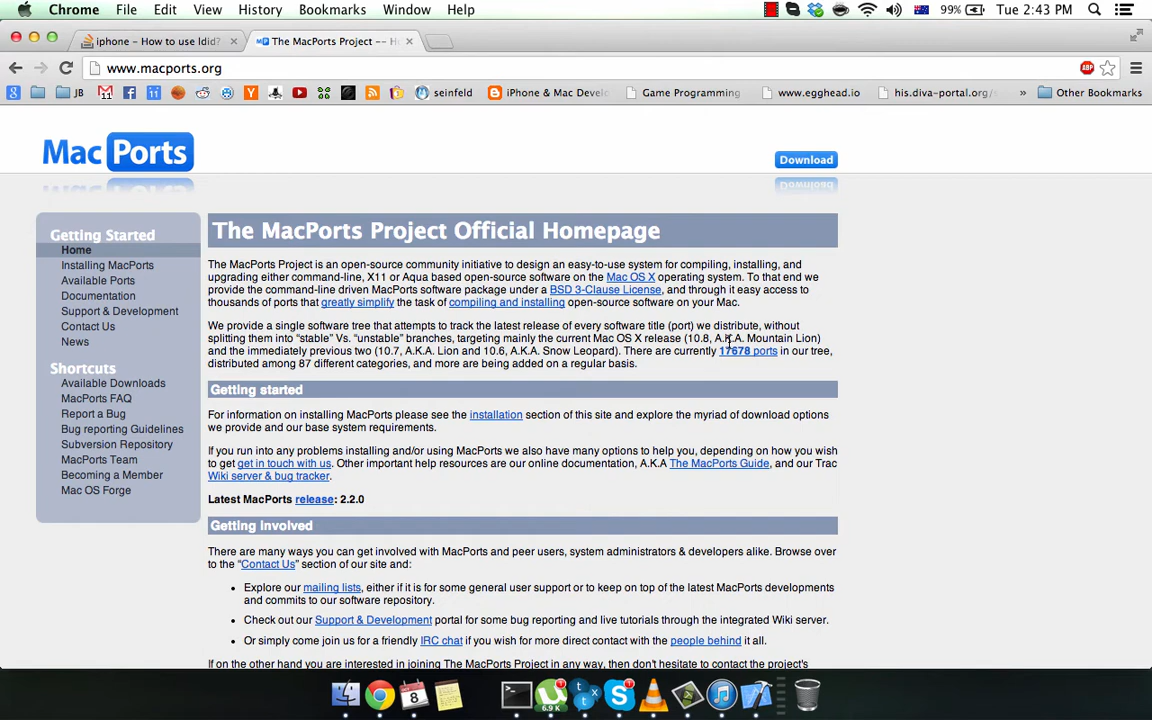 Chrome File Edit View History Bookmarks Window Help 99% Tue 2:43 PM
iphone - How to use ldid?
The MacPorts Project -- Ho
www.macports.org
ABP
JB seinfeld iPhone & Mac Devel Game Programming www.egghead.io his.diva-portal.org/s » Other Bookmarks
MacPorts
Download
Getting Started
Home
Installing MacPorts
Available Ports
Documentation
Support & Development
Contact Us
News
Shortcuts
Available Downloads
MacPorts FAQ
Report a Bug
Bug reporting Guidelines
Subversion Repository
MacPorts Team
Becoming a Member
Mac OS Forge
The MacPorts Project Official Homepage
The MacPorts Project is an open-source community initiative to design an easy-to-use system for compiling, installing, and
upgrading either command-line, X11 or Aqua based open-source software on the Mac OS X operating system. To that end we
provide the command-line driven MacPorts software package under a BSD 3-Clause License, and through it easy access to
thousands of ports that greatly simplify the task of compiling and installing open-source software on your Mac.
We provide a single software tree that attempts to track the latest release of every software title (port) we distribute, without
splitting them into “stable” Vs. “unstable” branches, targeting mainly the current Mac OS X release (10.8, A.K.A. Mountain Lion)
and the immediately previous two (10.7, A.K.A. Lion and 10.6, A.K.A. Snow Leopard). There are currently 17678 ports in our tree,
distributed among 87 different categories, and more are being added on a regular basis.
Getting started
For information on installing MacPorts please see the installation section of this site and explore the myriad of download options
we provide and our base system requirements.
If you run into any problems installing and/or using MacPorts we also have many options to help you, depending on how you wish
to get get in touch with us. Other important help resources are our online documentation, A.K.A The MacPorts Guide, and our Trac
Wiki server & bug tracker.
Latest MacPorts release: 2.2.0
Getting Involved
There are many ways you can get involved with MacPorts and peer users, system administrators & developers alike. Browse over
to the “Contact Us” section of our site and:
• Explore our mailing lists, either if it is for some general user support or to keep on top of the latest MacPorts developments
and commits to our software repository.
• Check out our Support & Development portal for some bug reporting and live tutorials through the integrated Wiki server.
• Or simply come join us for a friendly IRC chat if you wish for more direct contact with the people behind it all.
If on the other hand you are interested in joining The MacPorts Project in any way, then don't hesitate to contact the project's
8
6.9 K